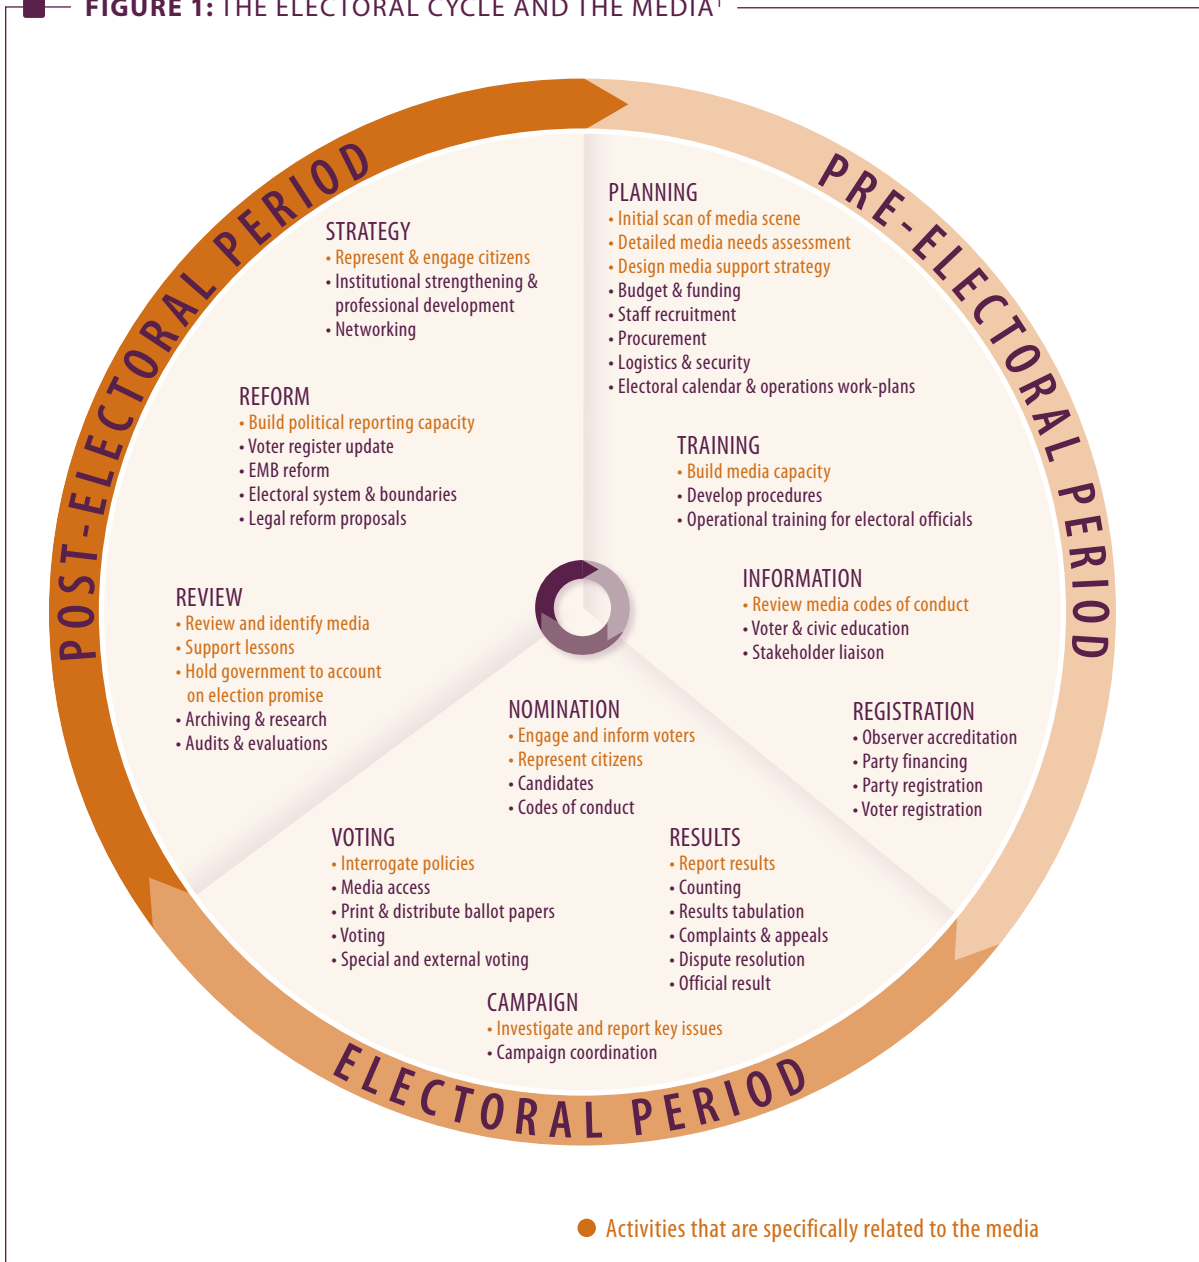 FIGURE 1: THE ELECTORAL CYCLE AND THE MEDIA1
POST-ELECTORAL PERIOD
PRE-ELECTORAL PERIOD
ELECTORAL PERIOD
PLANNING
• Initial scan of media scene
• Detailed media needs assessment
• Design media support strategy
• Budget & funding
• Staff recruitment
• Procurement
• Logistics & security
• Electoral calendar & operations work-plans
TRAINING
• Build media capacity
• Develop procedures
• Operational training for electoral officials
INFORMATION
• Review media codes of conduct
• Voter & civic education
• Stakeholder liaison
REGISTRATION
• Observer accreditation
• Party financing
• Party registration
• Voter registration
NOMINATION
• Engage and inform voters
• Represent citizens
• Candidates
• Codes of conduct
RESULTS
• Report results
• Counting
• Results tabulation
• Complaints & appeals
• Dispute resolution
• Official result
CAMPAIGN
• Investigate and report key issues
• Campaign coordination
VOTING
• Interrogate policies
• Media access
• Print & distribute ballot papers
• Voting
• Special and external voting
REVIEW
• Review and identify media
• Support lessons
• Hold government to account
on election promise
• Archiving & research
• Audits & evaluations
REFORM
• Build political reporting capacity
• Voter register update
• EMB reform
• Electoral system & boundaries
• Legal reform proposals
STRATEGY
• Represent & engage citizens
• Institutional strengthening &
professional development
• Networking
Activities that are specifically related to the media